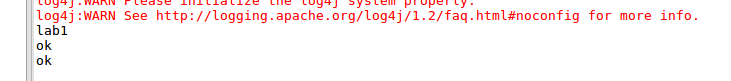 log4j:WARN Please initialize the log4j system properly.
log4j:WARN See http://logging.apache.org/log4j/1.2/faq.html#noconfig for more info.
lab1
ok
ok